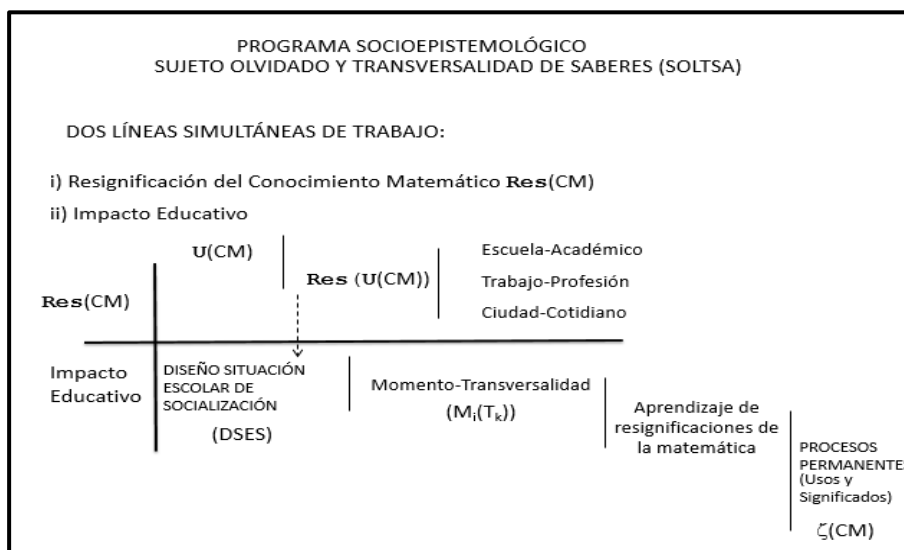 PROGRAMA SOCIOEPISTEMOLÓGICO
SUJETO OLVIDADO Y TRANSVERSALIDAD DE SABERES (SOLTSA)
DOS LÍNEAS SIMULTÁNEAS DE TRABAJO:
i) Resignificación del Conocimiento Matemático Res(CM)
ii) Impacto Educativo
Res(CM)
U(CM)
Res (U(CM))
Escuela-Académico
Trabajo-Profesión
Ciudad-Cotidiano
Impacto
Educativo
DISEÑO SITUACIÓN
ESCOLAR DE
SOCIALIZACIÓN
(DSES)
Momento-Transversalidad
(Mi(Tk))
Aprendizaje de
resignificaciones de
la matemática
PROCESOS
PERMANENTES
(Usos y
Significados)
ζ(CM)